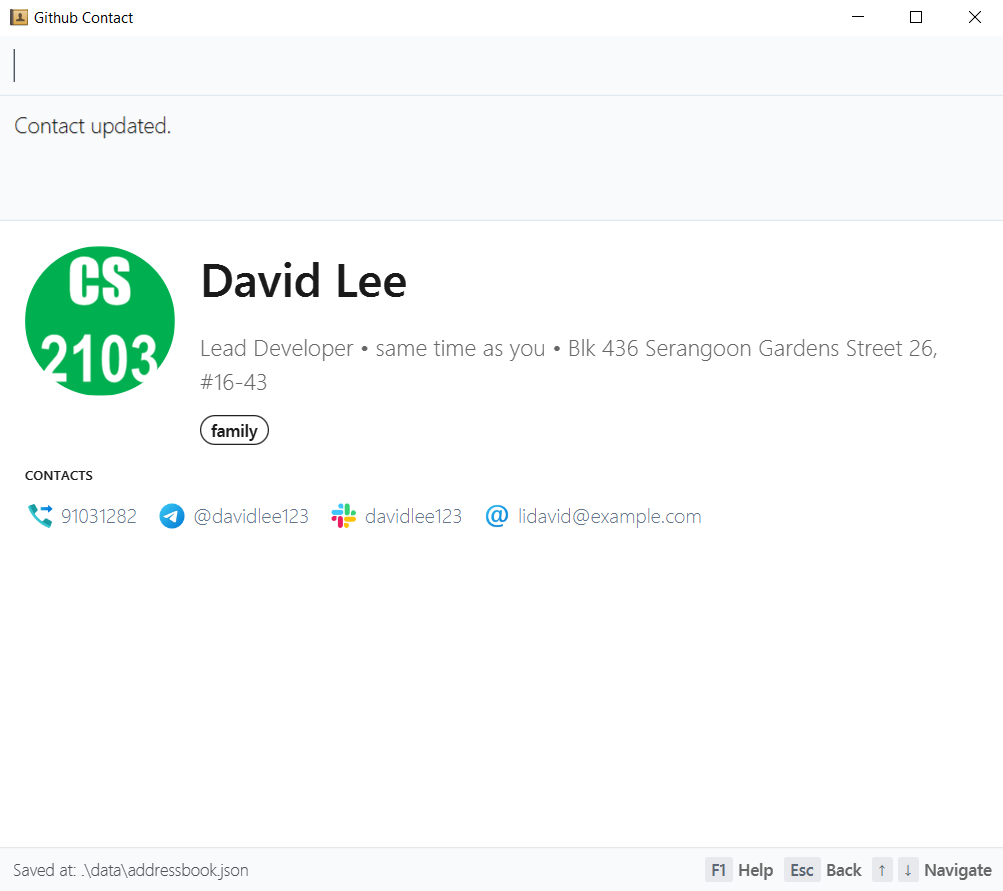 Github Contact
Contact updated.
CS
2103
David Lee
Lead Developer • same time as you • Blk 436 Serangoon Gardens Street 26,
#16-43
family
CONTACTS
91031282 @davidlee123 davidlee123 @ lidavid@example.com
Saved at: .\data\addressbook.json F1 Help Esc Back ↑ ↓ Navigate